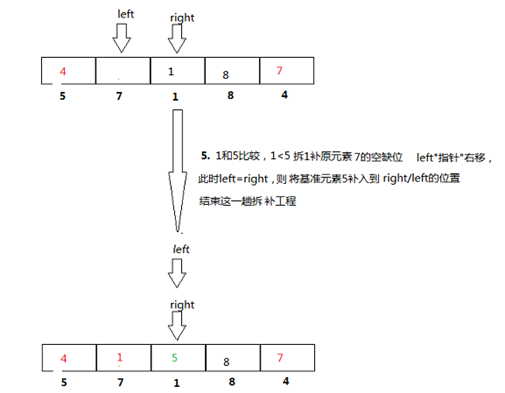 left
right
4 1 8 7
5 7 1 8 4
5. 1和5比较，1<5 拆1补原元素7的空缺位 left"指针"右移，
此时left=right，则将基准元素5补入到 right/left的位置
结束这一趟拆补工程
left
right
4 1 5 8 7
5 7 1 8 4